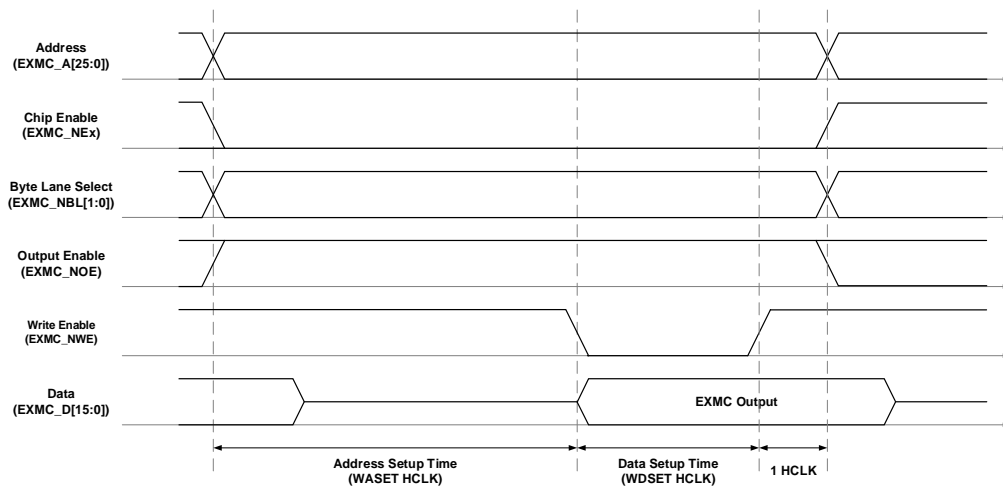 Address
(EXMC_A[25:0])
Chip Enable
(EXMC_NEx)
Byte Lane Select
(EXMC_NBL[1:0])
Output Enable
(EXMC_NOE)
Write Enable
(EXMC_NWE)
Data
(EXMC_D[15:0])
EXMC Output
Address Setup Time
(WASET HCLK)
Data Setup Time
(WDSET HCLK)
1 HCLK